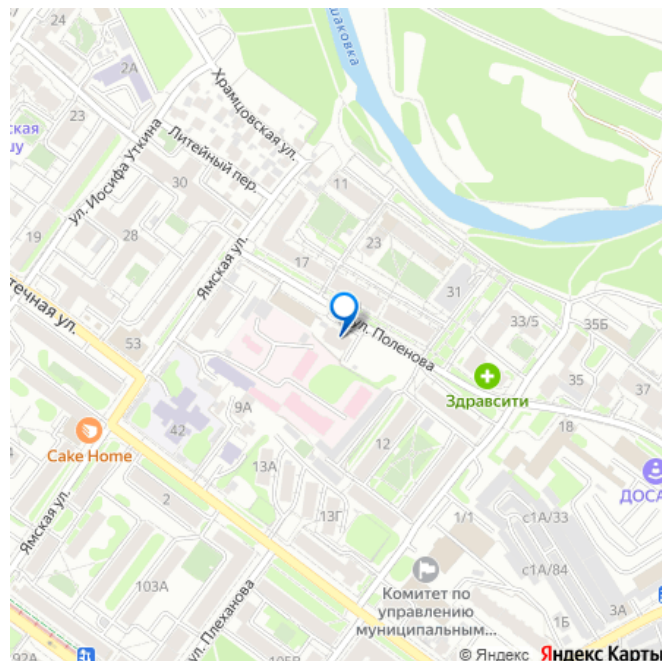 24
2А
23
ская
шу
Храмцовская ул.
шаковка
Литейный пер.
ул. Иосифа Уткина
30
28
19
Ямская ул.
11
23
17
31
течная ул.
53
ул. Поленова
33/5
35Б
35
Здравсити
9А
42
Cake Home
12
18
13А
ДОСА
13Г
2
1/1
с1А/33
Ямская ул.
с1А/84
103А
Комитет по
управлению
муниципальным...
ул. Плеханова
1Б
3А
92А
105В
© Яндекс Яндекс Карты